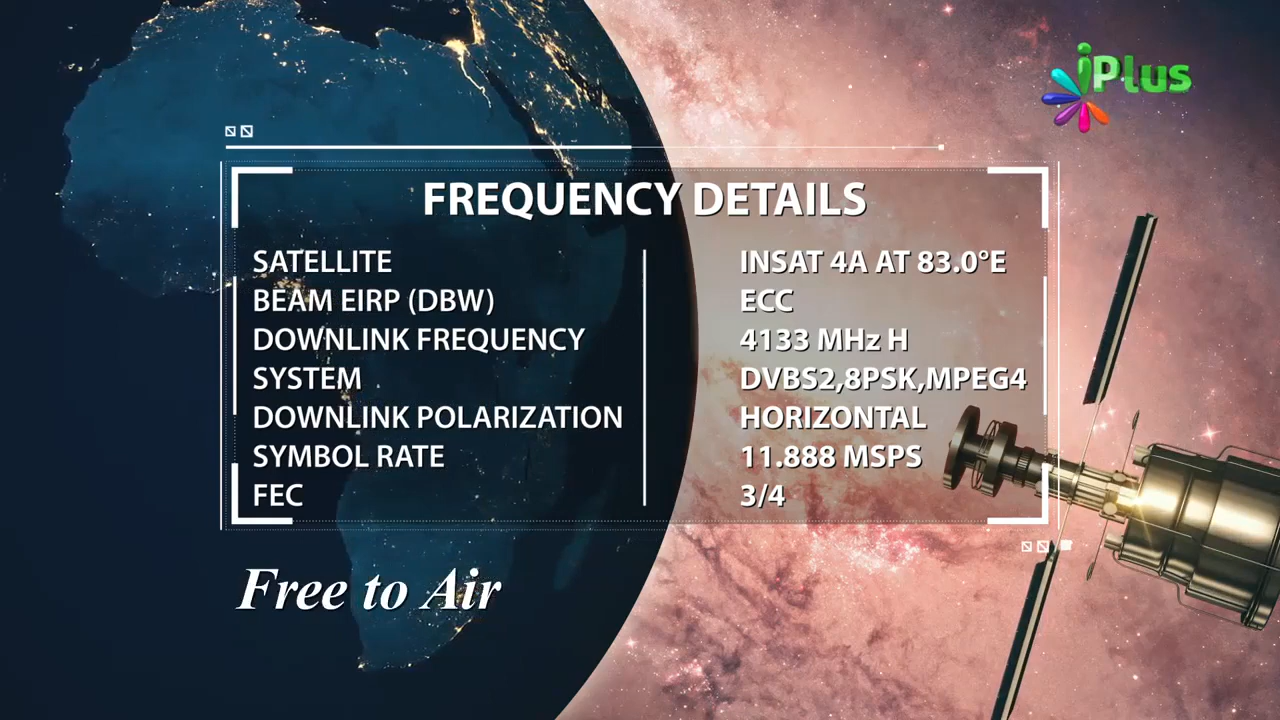 iPlus
FREQUENCY DETAILS
SATELLITE INSAT 4A AT 83.0°E
BEAM EIRP (DBW) ECC
DOWNLINK FREQUENCY 4133 MHz H
SYSTEM DVBS2,8PSK,MPEG4
DOWNLINK POLARIZATION HORIZONTAL
SYMBOL RATE 11.888 MSPS
FEC 3/4
Free to Air